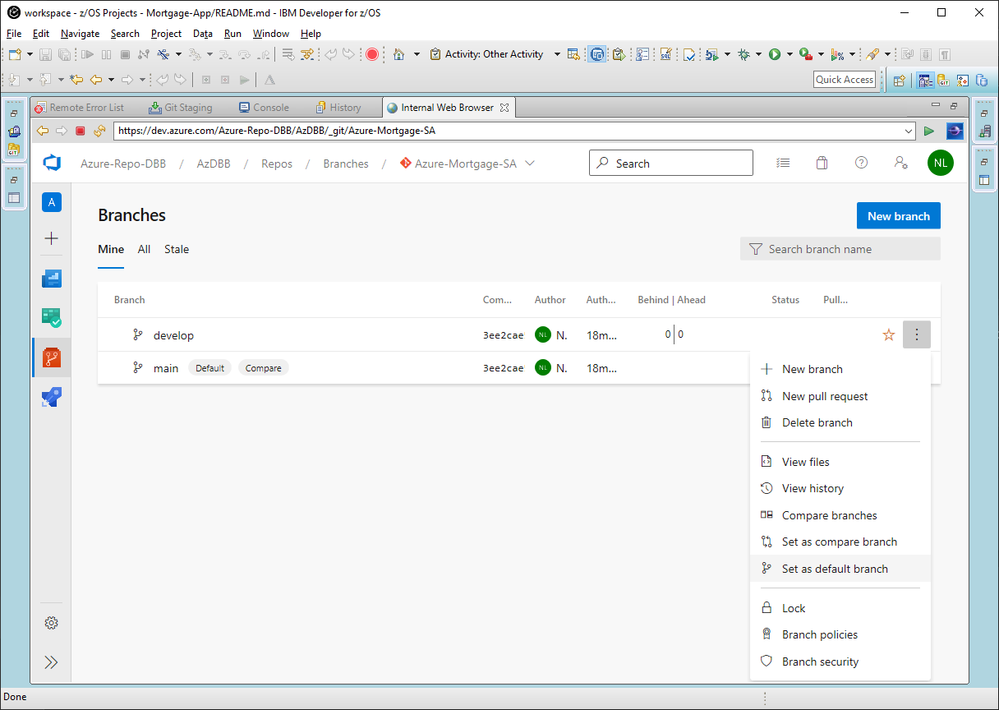 workspace - z/OS Projects - Mortgage-App/README.md - IBM Developer for z/OS
File Edit Navigate Search Project Data Run Window Help
Activity: Other Activity
Quick Access
Remote Error List Git Staging Console History Internal Web Browser
https://dev.azure.com/Azure-Repo-DBB/AzDBB/_git/Azure-Mortgage-SA
Azure-Repo-DBB / AzDBB / Repos / Branches / Azure-Mortgage-SA Search NL
A
Branches New branch
Mine All Stale Search branch name
Branch Com... Author Auth... Behind | Ahead Status Pull...
develop 3ee2cae NL N. 18m... 0 0
main Default Compare 3ee2cae NL N. 18m...
New branch
New pull request
Delete branch
View files
View history
Compare branches
Set as compare branch
Set as default branch
Lock
Branch policies
Branch security
Done